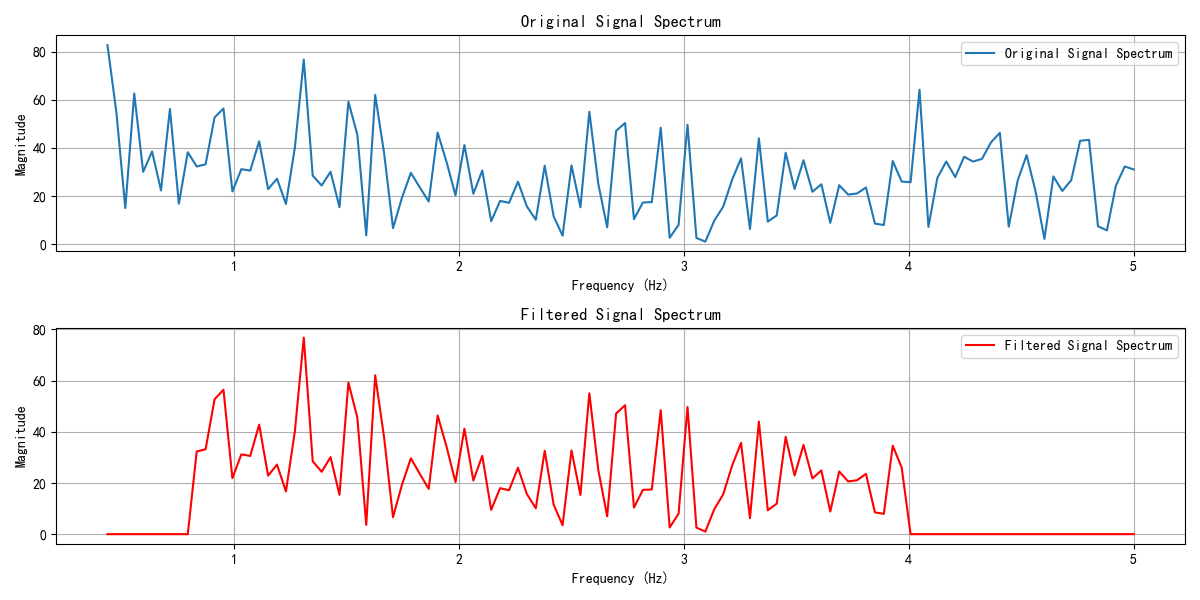 Original Signal Spectrum
Original Signal Spectrum
Magnitude
80
60
40
20
0
1 2 3 4 5
Frequency (Hz)
Filtered Signal Spectrum
Filtered Signal Spectrum
Magnitude
80
60
40
20
0
1 2 3 4 5
Frequency (Hz)